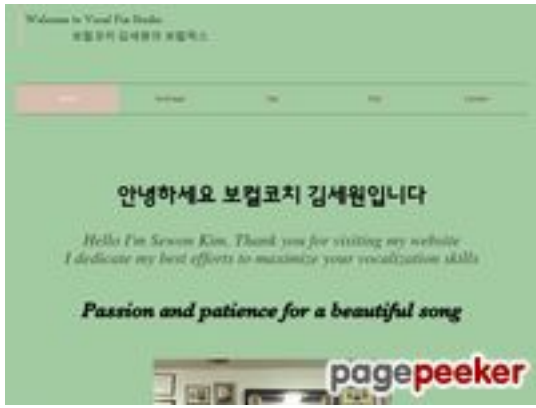 Welcome to Vocal Fix Studio
보컬코치 김세원의 보컬픽스
안녕하세요 보컬코치 김세원입니다
Hello I'm Sewon Kim. Thank you for visiting my website
I dedicate my best efforts to maximize your vocalization skills
Passion and patience for a beautiful song
pagepeeker